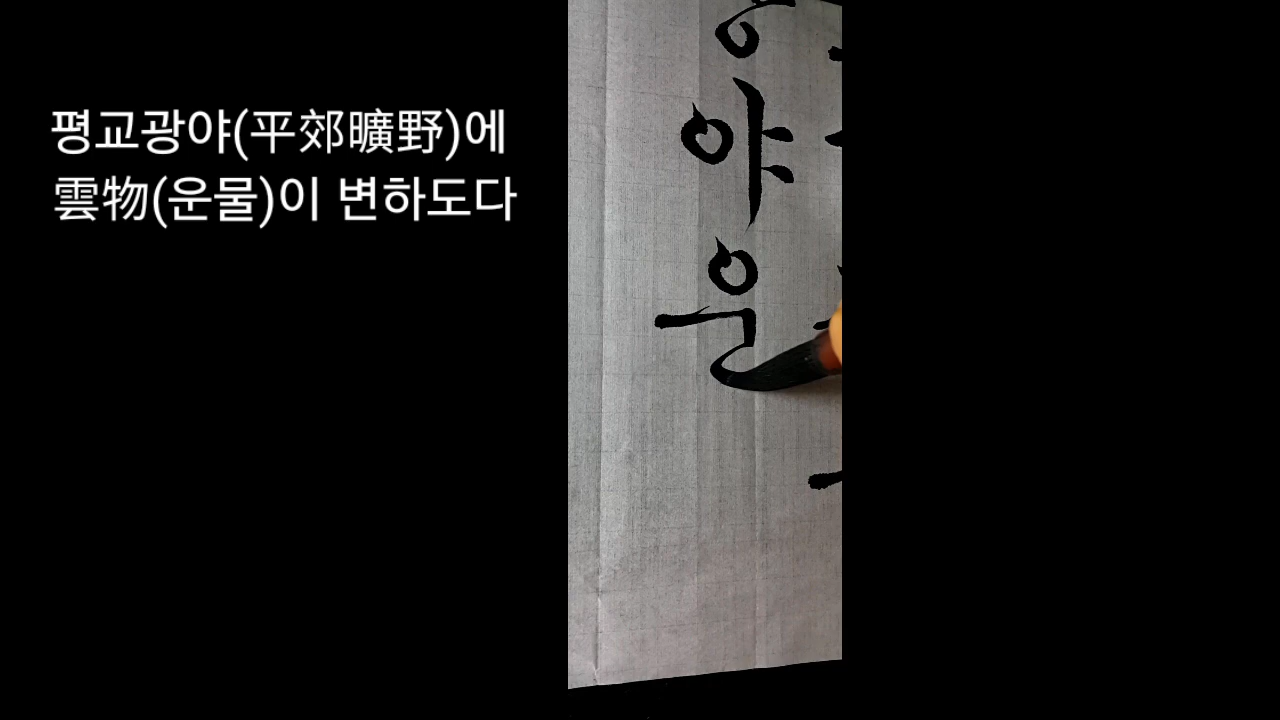 평교광야(平郊曠野)에
雲物(운물)이 변하도다
야
운